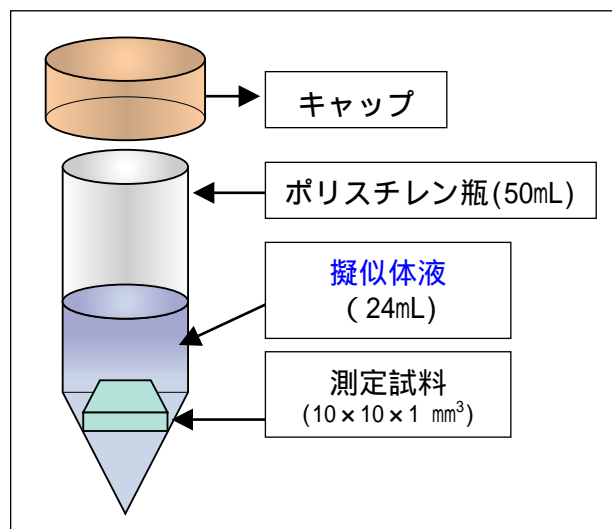 キャップ
ポリスチレン瓶(50㎖)
擬似体液
(24㎖)
測定試料
(10×10×1 mm³)